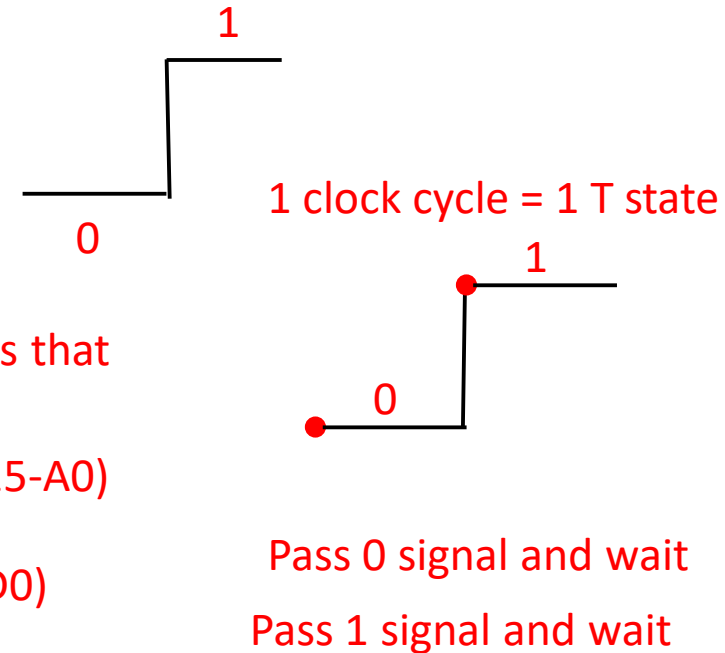 1
0
1 clock cycle = 1 T state
1
s that
0
5-A0)
Pass 0 signal and wait
0)
Pass 1 signal and wait